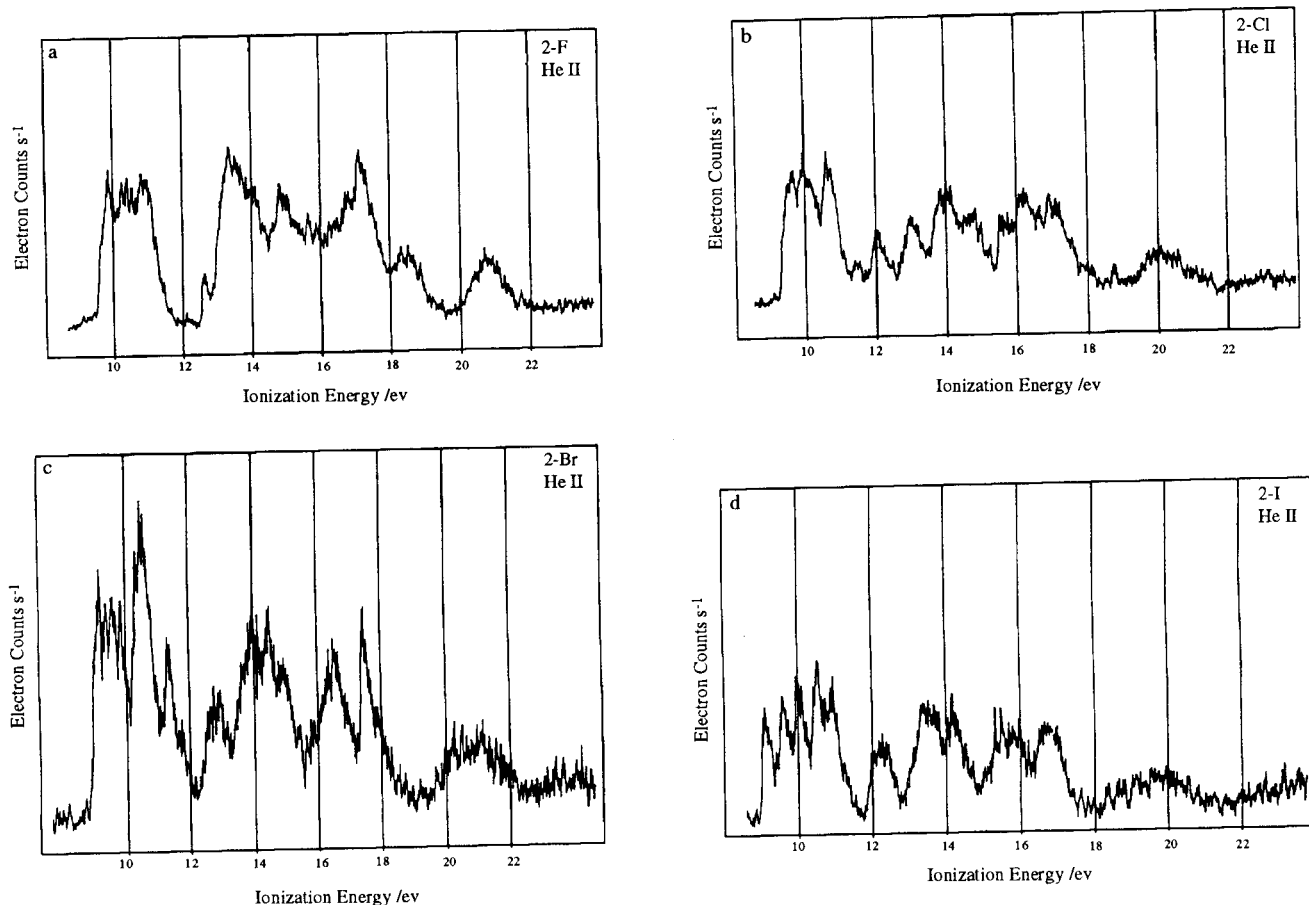 a
2-F
He II
Electron Counts s⁻¹
10 12 14 16 18 20 22
Ionization Energy /ev
b
2-Cl
He II
Electron Counts s⁻¹
10 12 14 16 18 20 22
Ionization Energy /ev
c
2-Br
He II
Electron Counts s⁻¹
10 12 14 16 18 20 22
Ionization Energy /ev
d
2-I
He II
Electron Counts s⁻¹
10 12 14 16 18 20 22
Ionization Energy /ev